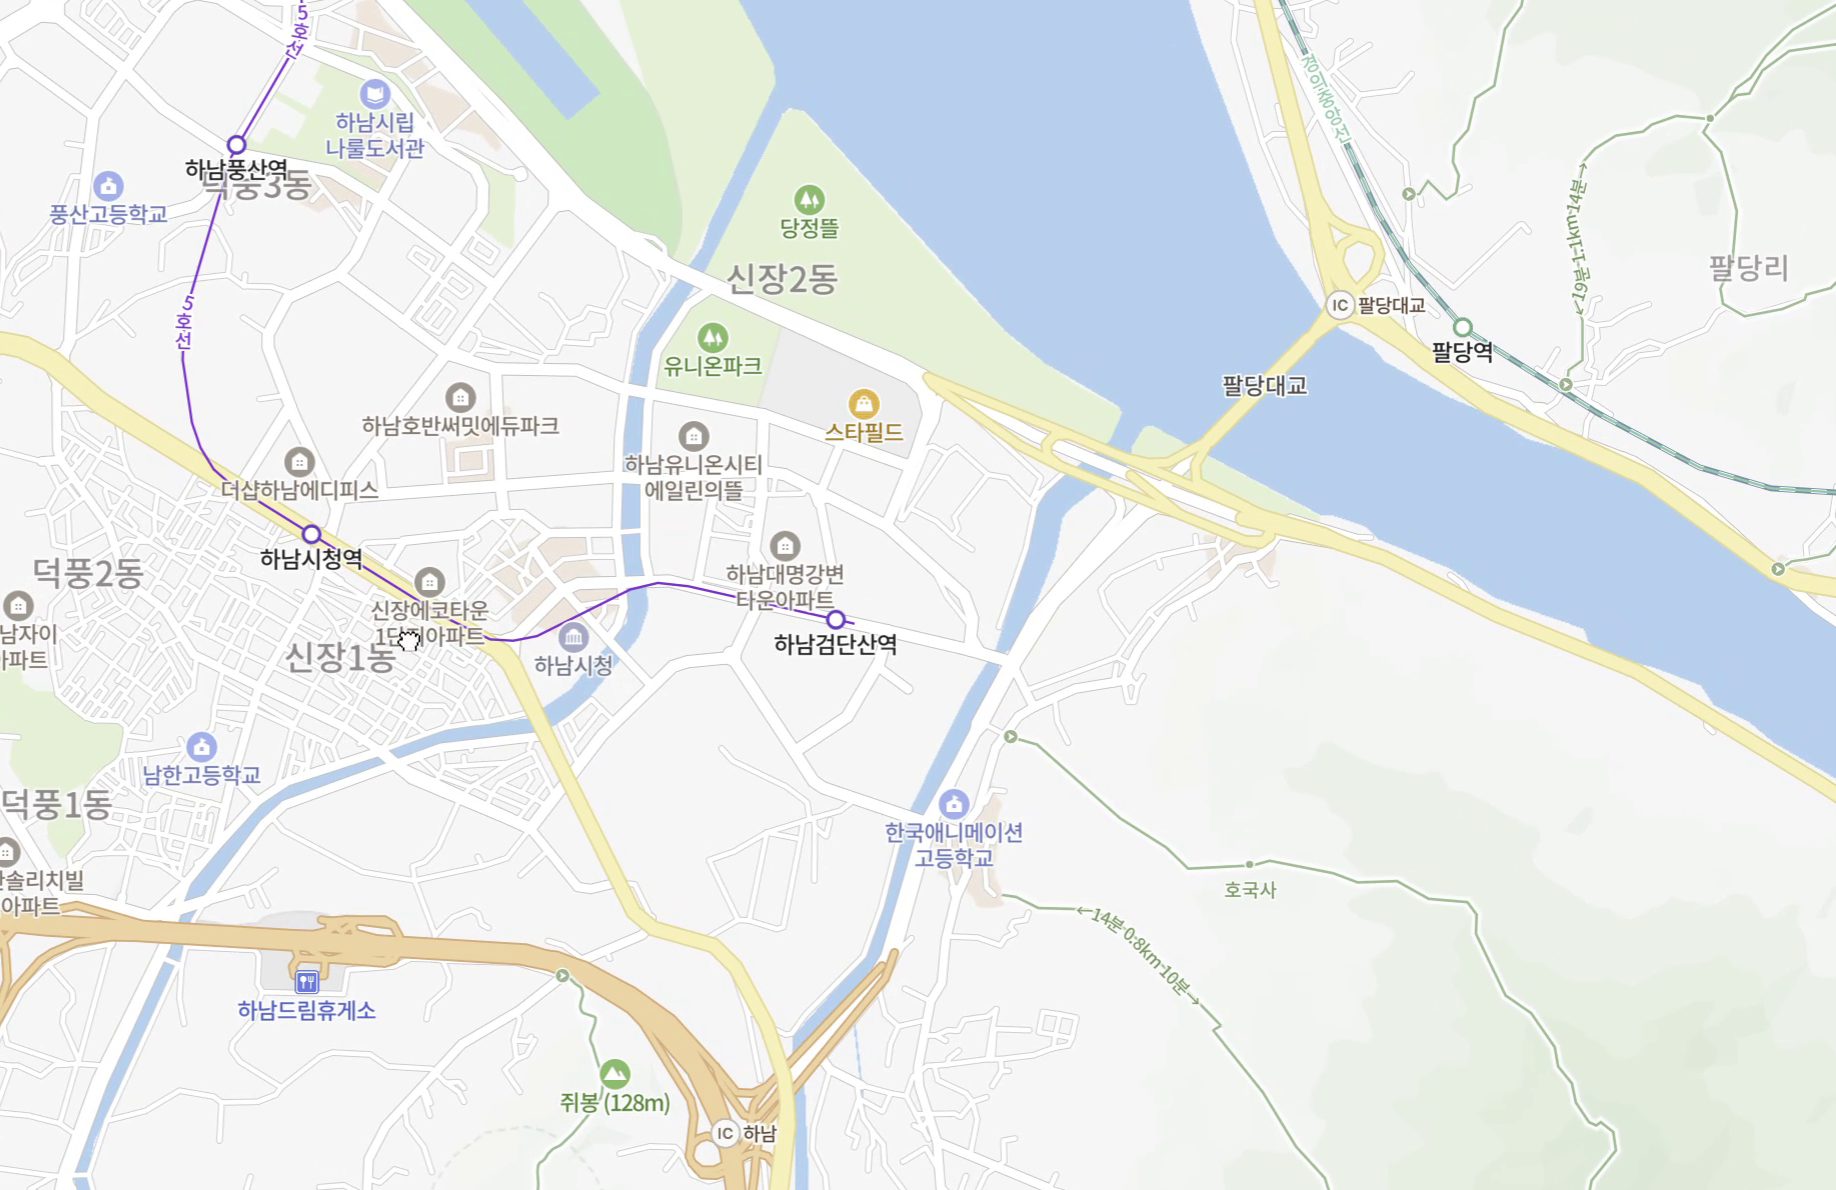 5호선
하남시립
나룰도서관
경의중앙선
하남풍산역
덕풍3동
풍산고등학교
←19분 1.1km 14분→
당정뜰
신장2동
팔당리
5호선
IC 팔당대교
팔당역
유니온파크
팔당대교
스타필드
하남호반써밋에듀파크
하남유니온시티
에일린의뜰
더샵하남에디피스
하남시청역
덕풍2동
하남대명강변
타운아파트
신장에코타운
1단지아파트
남자이
아파트
하남검단산역
신장1동
하남시청
남한고등학교
덕풍1동
한국애니메이션
고등학교
호국사
솔리치빌
아파트
←14분 0.8km 10분→
하남드림휴게소
쥐봉 (128m)
IC 하남